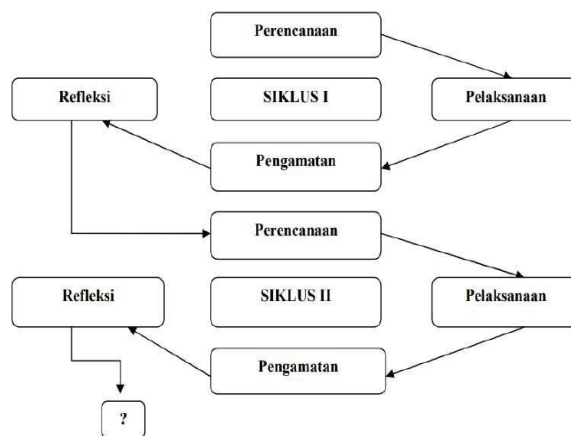 Perencanaan
Refleksi
SIKLUS I
Pelaksanaan
Pengamatan
Perencanaan
Refleksi
SIKLUS II
Pelaksanaan
Pengamatan
?